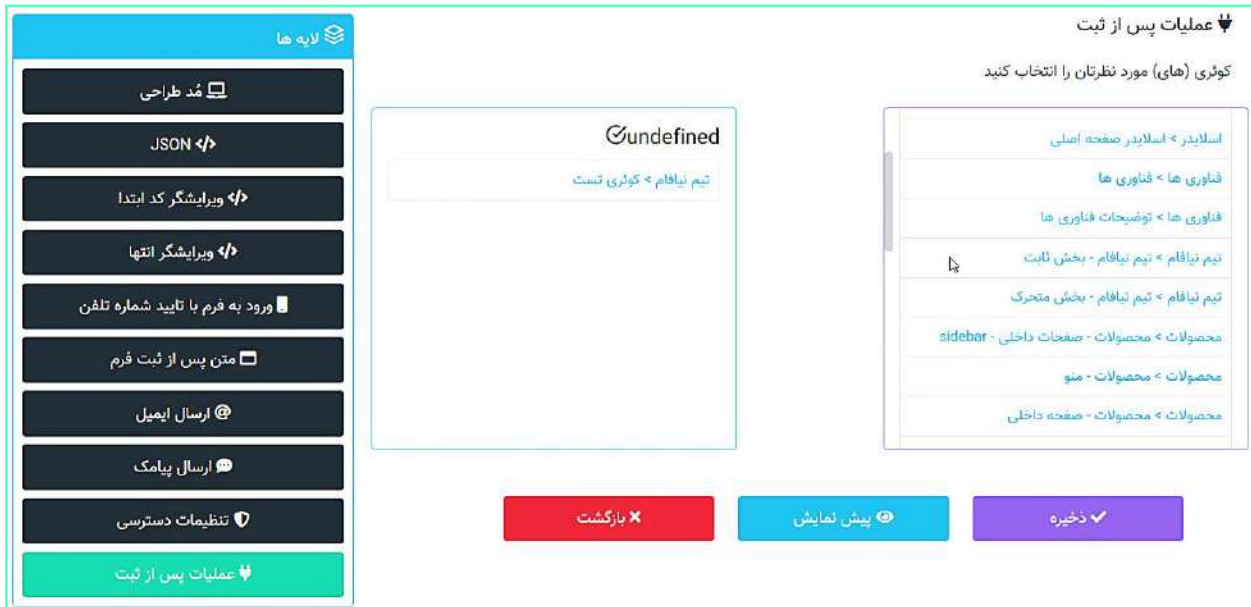 عملیات پس از ثبت
کوئری (های) مورد نظرتان را انتخاب کنید
اسلایدر > اسلایدر صفحه اصلی
فناوری ها > فناوری ها
فناوری ها > توضیحات فناوری ها
تیم نیافام > تیم نیافام - بخش ثابت
تیم نیافام > تیم نیافام - بخش متحرک
محصولات > محصولات - صفحات داخلی - sidebar
محصولات > محصولات - منو
محصولات > محصولات - صفحه داخلی
undefined
تیم نیافام > کوئری تست
ذخیره
پیش نمایش
بازگشت
لایه ها
مُد طراحی
JSON
ویرایشگر کد ابتدا
ویرایشگر انتها
ورود به فرم با تایید شماره تلفن
متن پس از ثبت فرم
ارسال ایمیل
ارسال پیامک
تنظیمات دسترسی
عملیات پس از ثبت